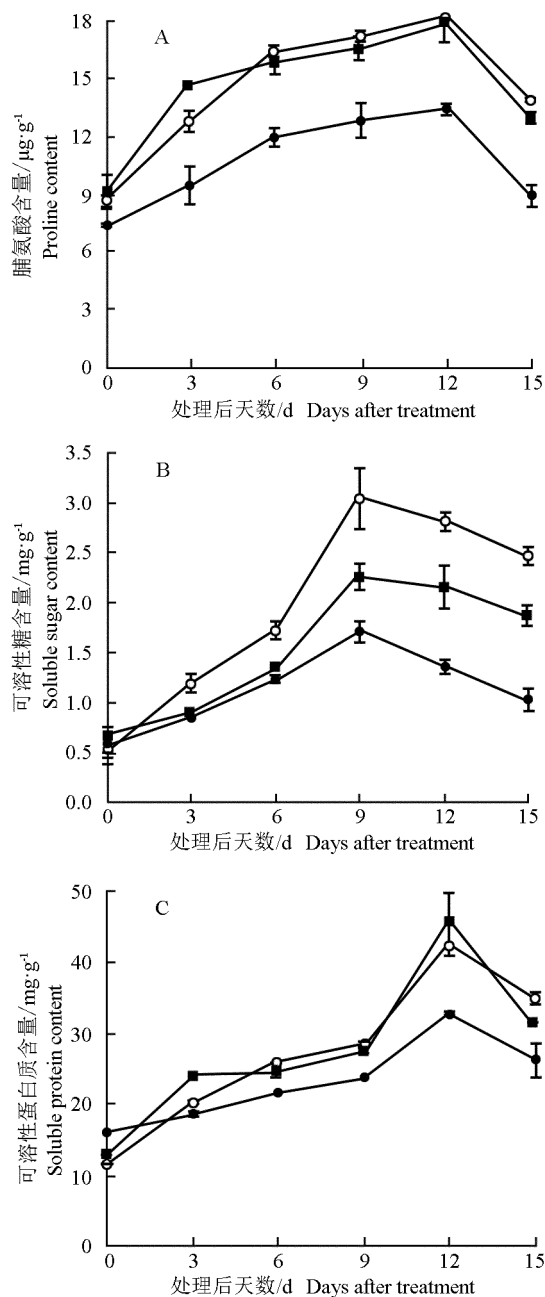 A
18
15
12
9
6
3
0
脯氨酸含量/μg·g⁻¹
Proline content
0 3 6 9 12 15
处理后天数/d Days after treatment
B
3.5
3.0
2.5
2.0
1.5
1.0
0.5
0.0
可溶性糖含量/mg·g⁻¹
Soluble sugar content
0 3 6 9 12 15
处理后天数/d Days after treatment
C
50
40
30
20
10
0
可溶性蛋白质含量/mg·g⁻¹
Soluble protein content
0 3 6 9 12 15
处理后天数/d Days after treatment